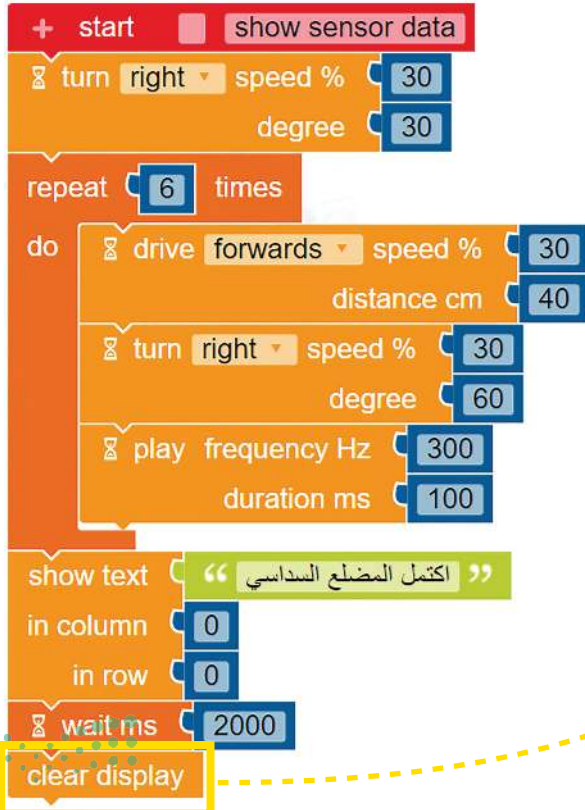 + start show sensor data
turn right speed % 30
degree 30
repeat 6 times
do drive forwards speed % 30
distance cm 40
turn right speed % 30
degree 60
play frequency Hz 300
duration ms 100
show text “ اكتمل المضلع السداسي ”
in column 0
in row 0
wait ms 2000
clear display